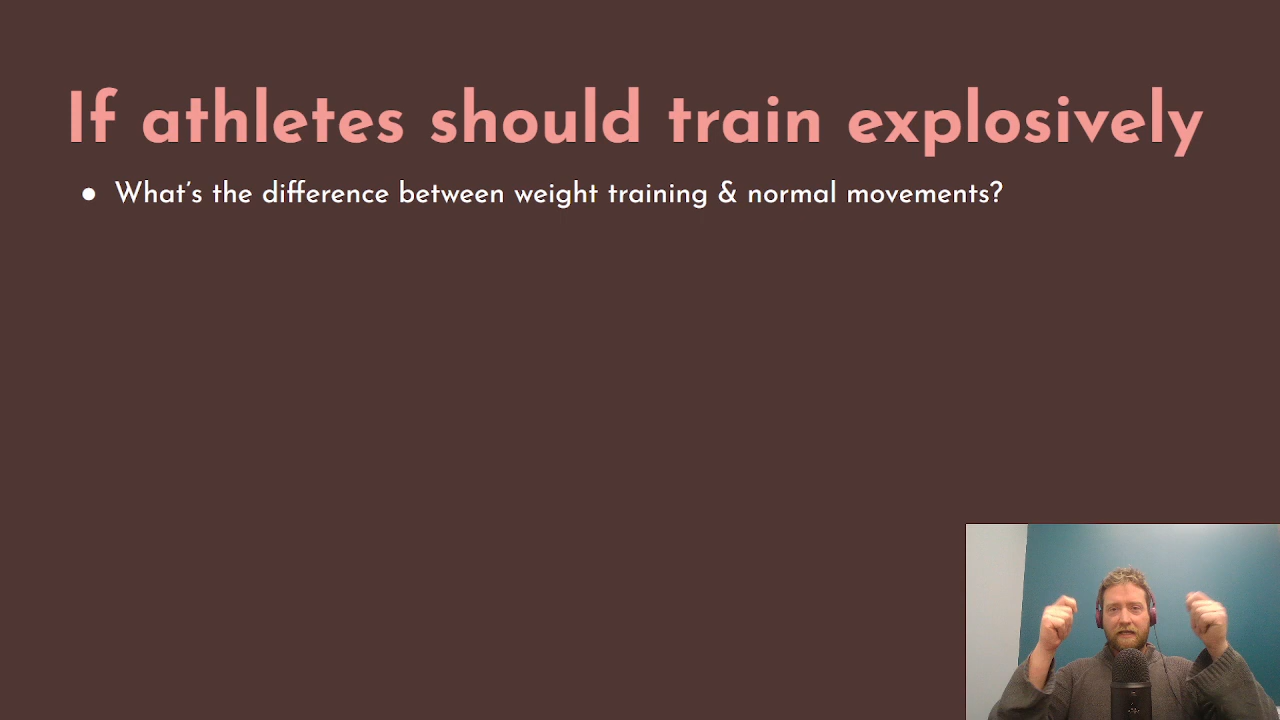 If athletes should train explosively
● What's the difference between weight training & normal movements?